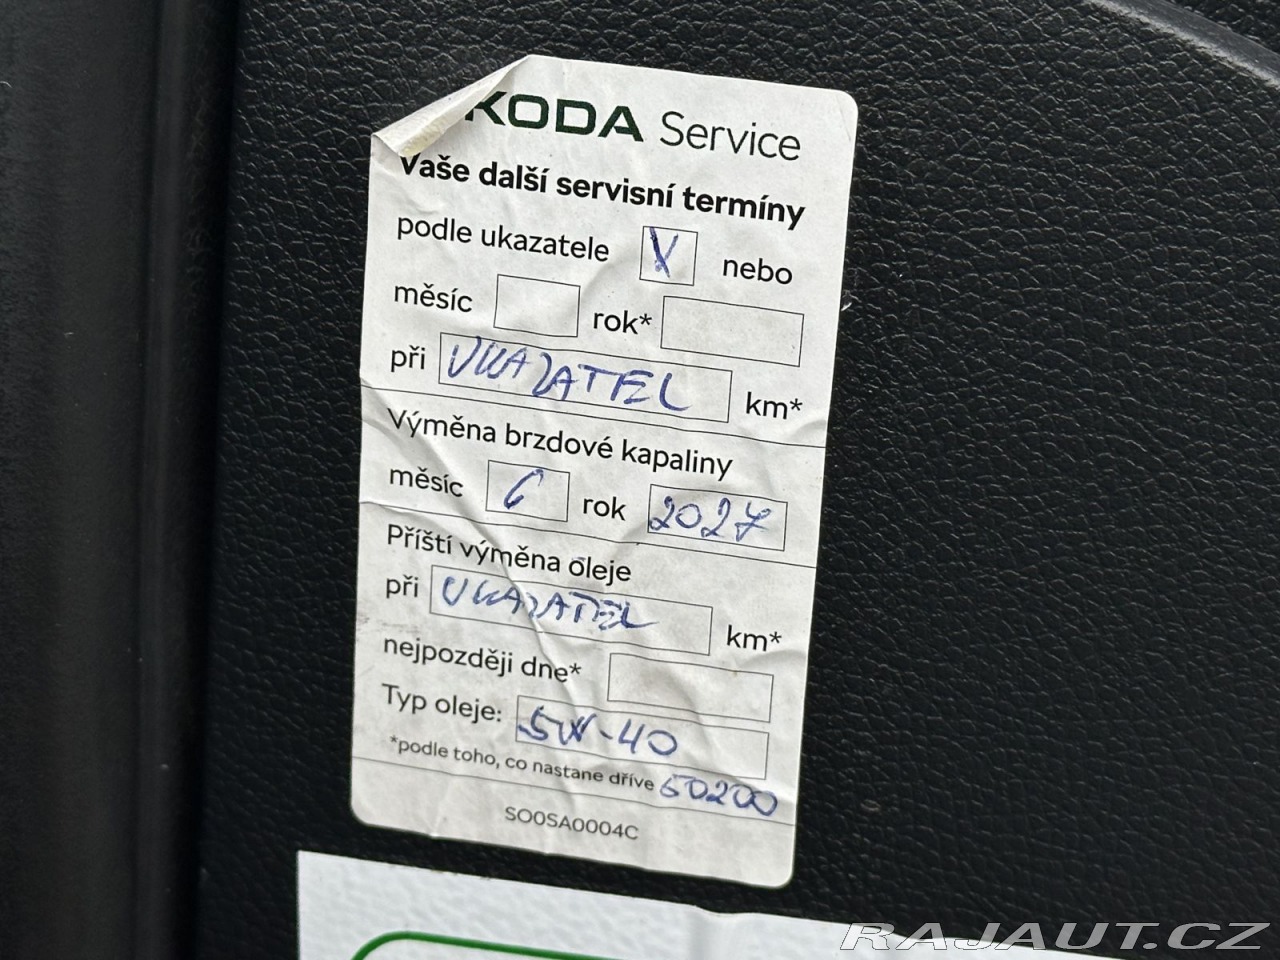 KODA Service
Vaše další servisní termíny
podle ukazatele X nebo
měsíc rok*
při UKAZATEL km*
Výměna brzdové kapaliny
měsíc 6 rok 2027
Příští výměna oleje
při UKAZATEL km*
nejpozději dne*
Typ oleje: 5W-40
*podle toho, co nastane dříve 50200
SO0SA0004C
RAJAUT.CZ